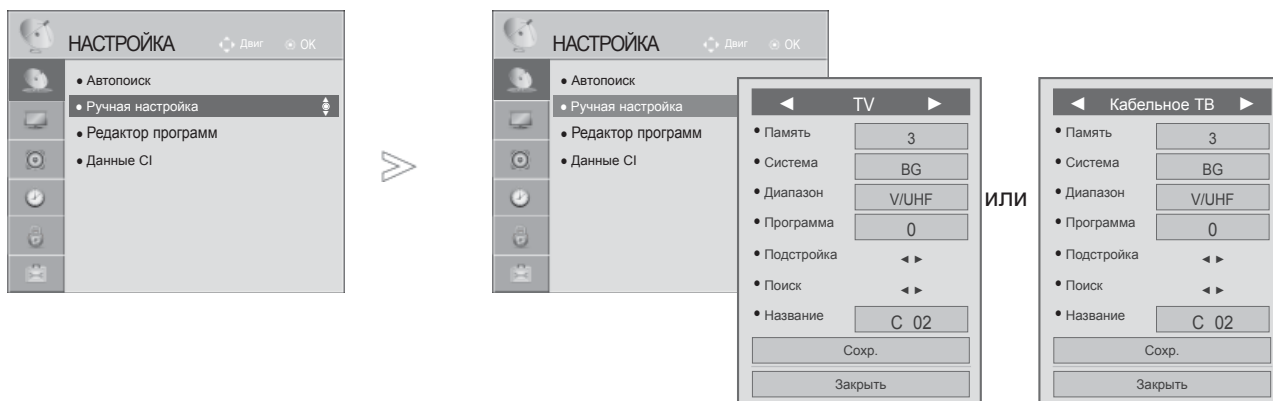 НАСТРОЙКА Двиг OK
• Автопоиск
• Ручная настройка
• Редактор программ
• Данные CI
НАСТРОЙКА Двиг OK
• Автопоиск
• Ручная настройка
• Редактор программ
• Данные CI
◄ TV ►
• Память 3
• Система BG
• Диапазон V/UHF
• Программа 0
• Подстройка ◄ ►
• Поиск ◄ ►
• Название C 02
Сохр.
Закрыть
или
◄ Кабельное ТВ ►
• Память 3
• Система BG
• Диапазон V/UHF
• Программа 0
• Подстройка ◄ ►
• Поиск ◄ ►
• Название C 02
Сохр.
Закрыть